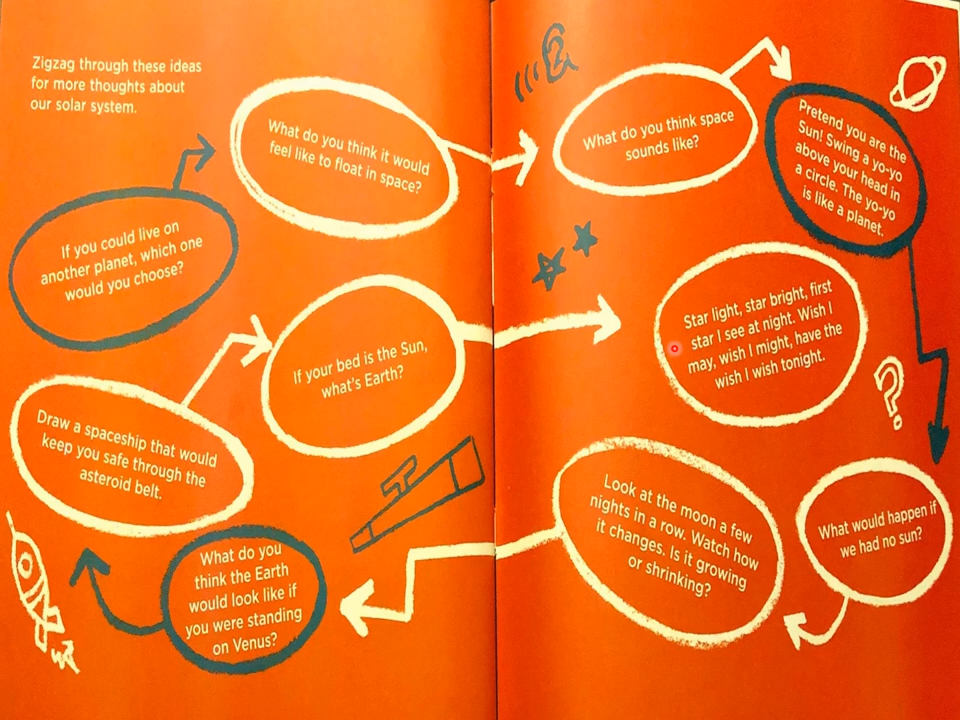 Zigzag through these ideas
for more thoughts about
our solar system.
If you could live on
another planet, which one
would you choose?
What do you think it would
feel like to float in space?
What do you think space
sounds like?
Pretend you are the
Sun! Swing a yo-yo
above your head in
a circle. The yo-yo
is like a planet.
What would happen if
we had no sun?
Look at the moon a few
nights in a row. Watch how
it changes. Is it growing
or shrinking?
What do you
think the Earth
would look like if
you were standing
on Venus?
Draw a spaceship that would
keep you safe through the
asteroid belt.
If your bed is the Sun,
what's Earth?
Star light, star bright, first
star I see at night. Wish I
may, wish I might, have the
wish I wish tonight.